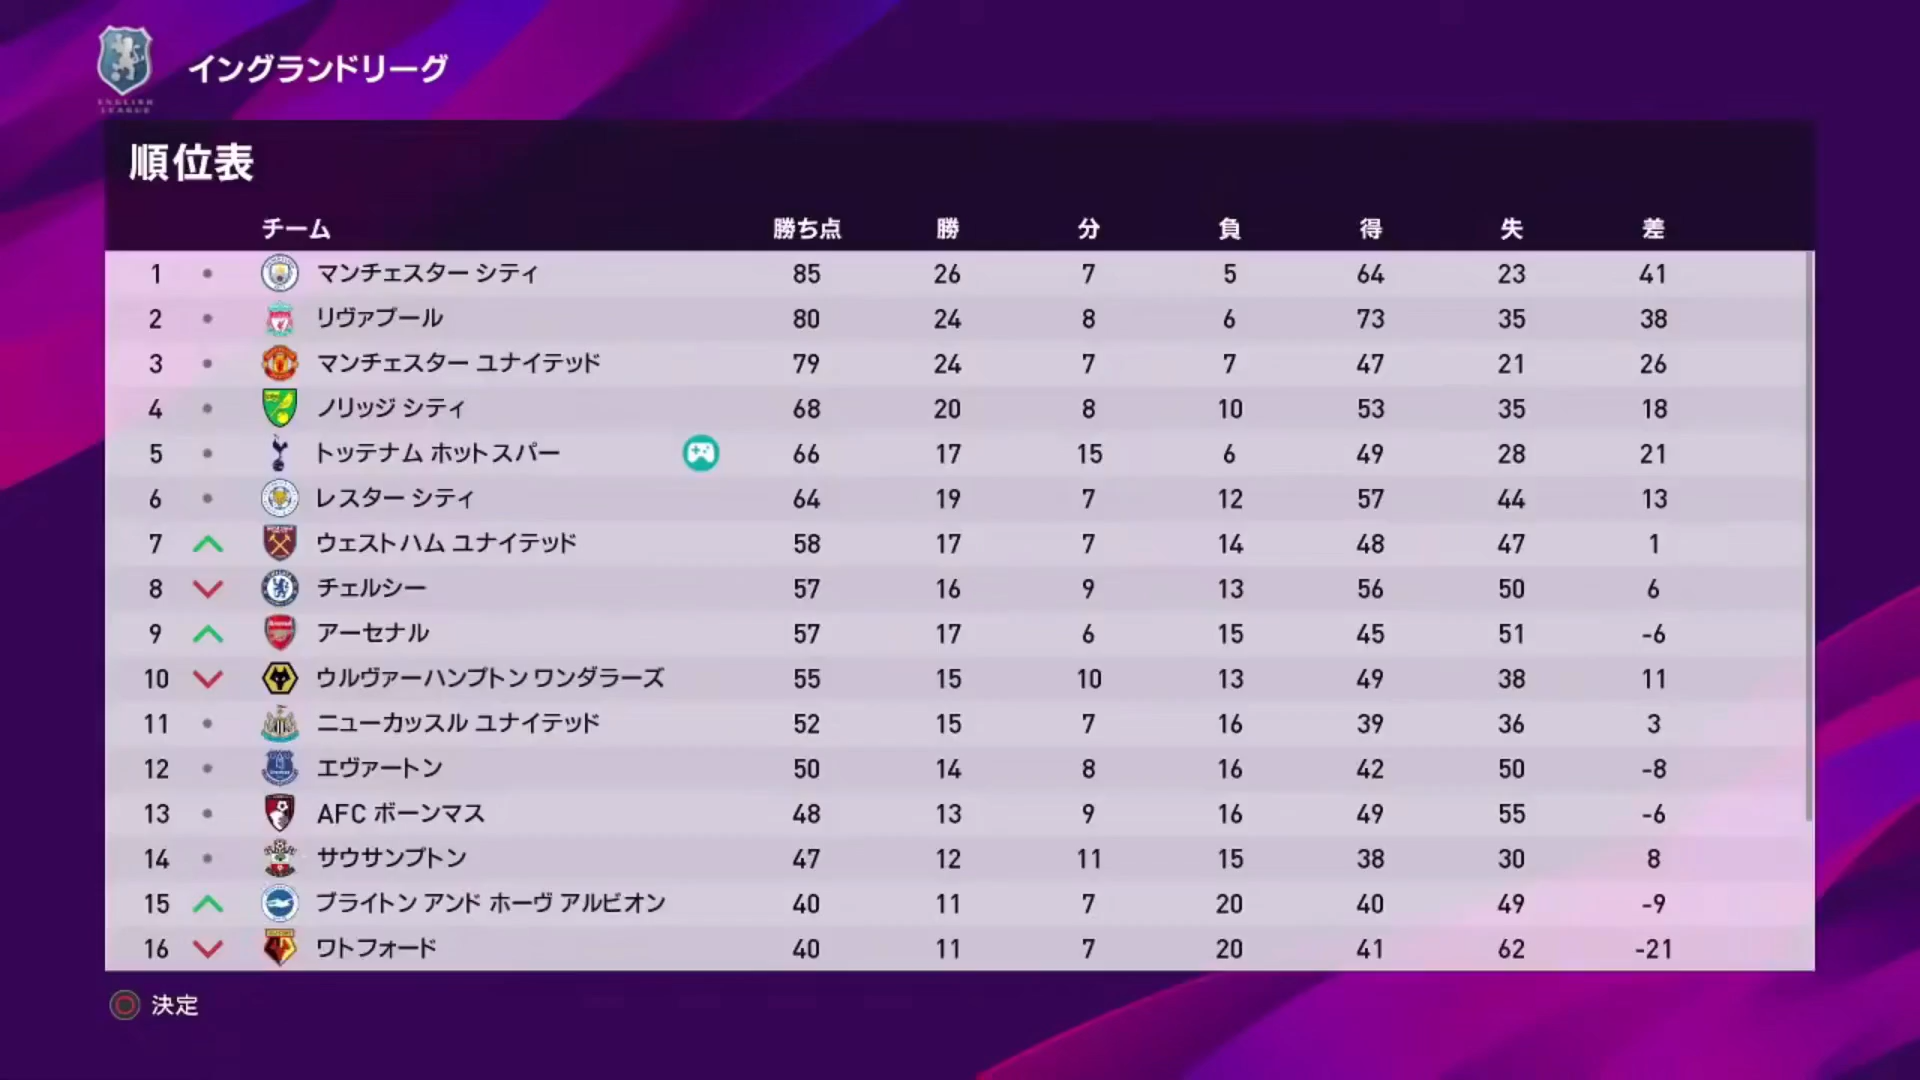 ENGLISH
LEAGUE
イングランドリーグ
順位表
チーム 勝ち点 勝 分 負 得 失 差
1 マンチェスター シティ 85 26 7 5 64 23 41
2 リヴァプール 80 24 8 6 73 35 38
3 マンチェスター ユナイテッド 79 24 7 7 47 21 26
4 ノリッジ シティ 68 20 8 10 53 35 18
5 トッテナム ホットスパー 66 17 15 6 49 28 21
6 レスター シティ 64 19 7 12 57 44 13
7 ウェストハム ユナイテッド 58 17 7 14 48 47 1
8 チェルシー 57 16 9 13 56 50 6
9 アーセナル 57 17 6 15 45 51 -6
10 ウルヴァーハンプトン ワンダラーズ 55 15 10 13 49 38 11
11 ニューカッスル ユナイテッド 52 15 7 16 39 36 3
12 エヴァートン 50 14 8 16 42 50 -8
13 AFC ボーンマス 48 13 9 16 49 55 -6
14 サウサンプトン 47 12 11 15 38 30 8
15 ブライトン アンド ホーヴ アルビオン 40 11 7 20 40 49 -9
16 ワトフォード 40 11 7 20 41 62 -21
決定